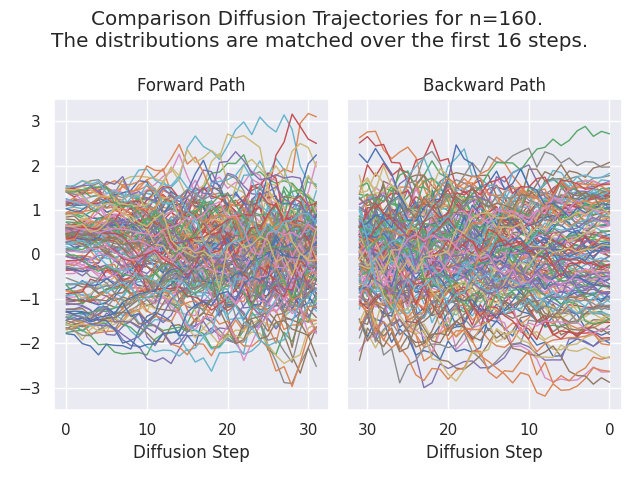 Comparison Diffusion Trajectories for n=160.
The distributions are matched over the first 16 steps.
Forward Path
Backward Path
3
2
1
0
−1
−2
−3
0 10 20 30
30 20 10 0
Diffusion Step
Diffusion Step